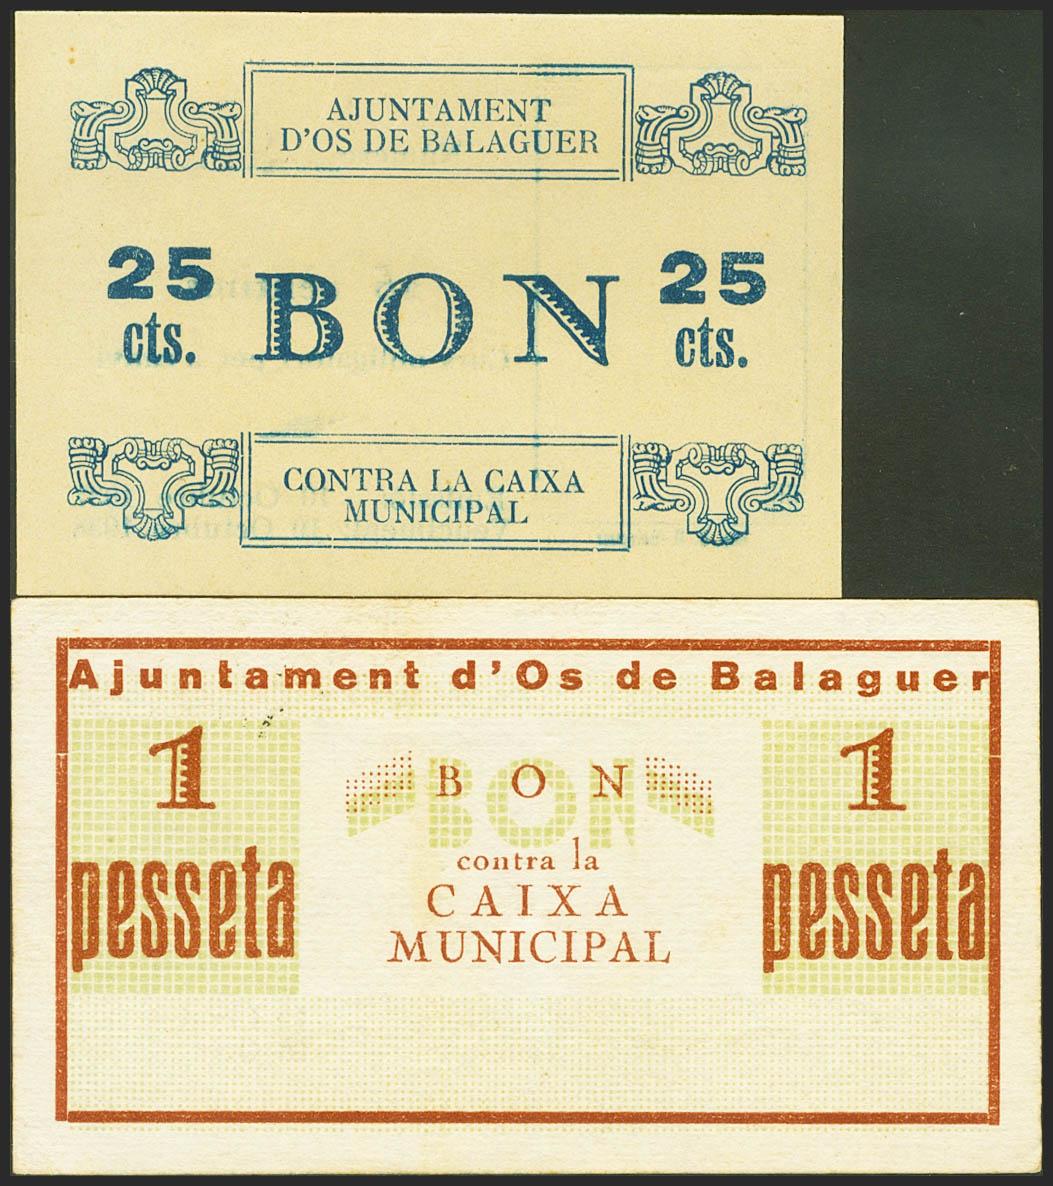 AJUNTAMENT
D'OS DE BALAGUER
25 BON 25
cts. cts.
CONTRA LA CAIXA
MUNICIPAL
Ajuntament d'Os de Balaguer
1 BON 1
contra la
pesseta CAIXA pesseta
MUNICIPAL